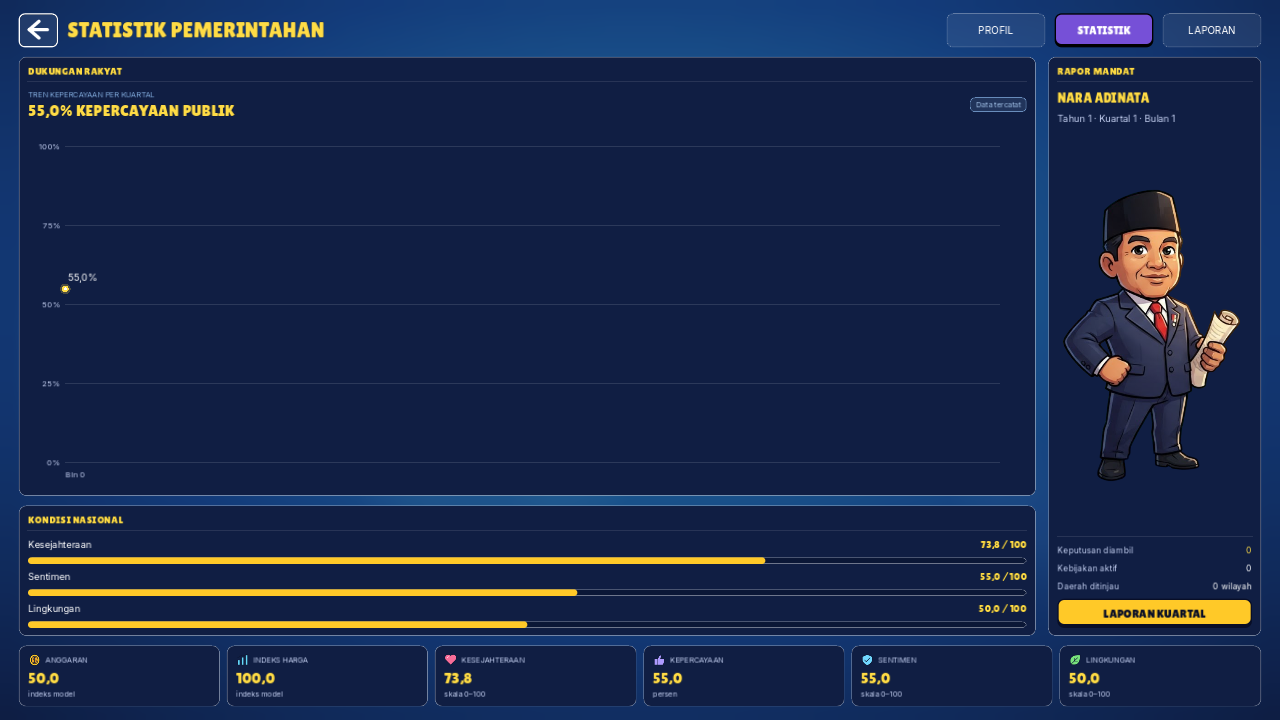 STATISTIK PEMERINTAHAN
PROFIL
STATISTIK
LAPORAN
DUKUNGAN RAKYAT
TREN KEPERCAYAAN PER KUARTAL
55,0% KEPERCAYAAN PUBLIK
Data tercatat
100%
75%
55,0%
50%
25%
0%
Bln 0
RAPOR MANDAT
NARA ADINATA
Tahun 1 · Kuartal 1 · Bulan 1
Keputusan diambil 0
Kebijakan aktif 0
Daerah ditinjau 0 wilayah
LAPORAN KUARTAL
KONDISI NASIONAL
Kesejahteraan 73,8 / 100
Sentimen 55,0 / 100
Lingkungan 50,0 / 100
ANGGARAN
50,0
indeks model
INDEKS HARGA
100,0
indeks model
KESEJAHTERAAN
73,8
skala 0–100
KEPERCAYAAN
55,0
persen
SENTIMEN
55,0
skala 0–100
LINGKUNGAN
50,0
skala 0–100